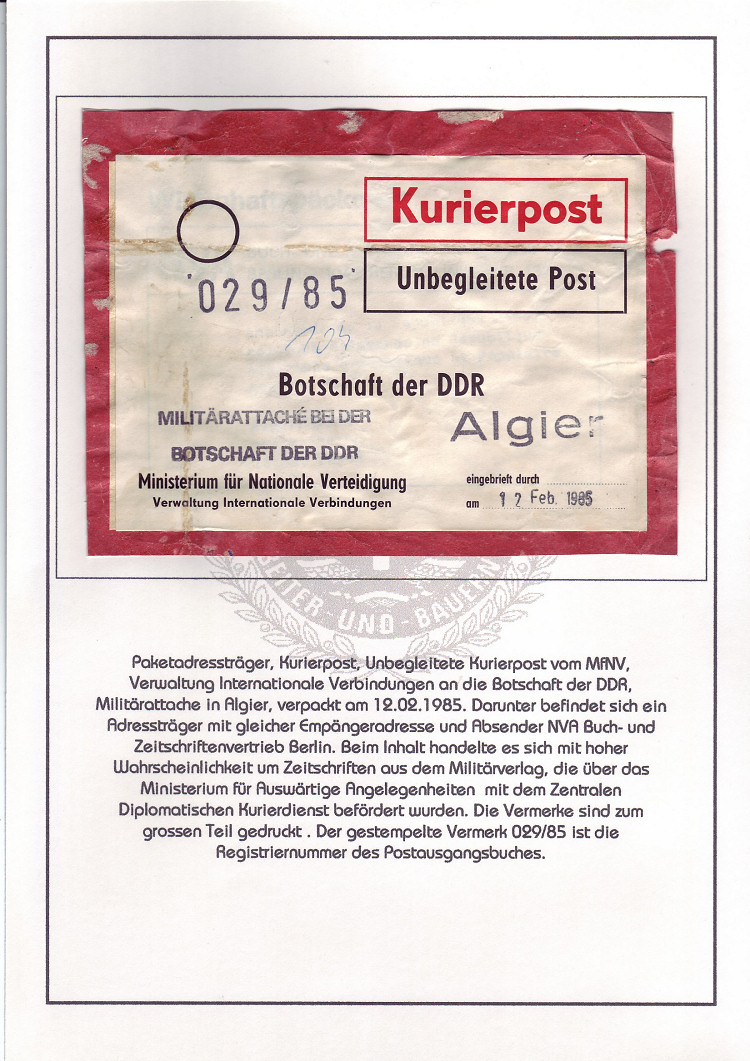 Kurierpost
Unbegleitete Post
029/85
104
Botschaft der DDR
MILITÄRATTACHÉ BEI DER
BOTSCHAFT DER DDR
Algier
Ministerium für Nationale Verteidigung
Verwaltung Internationale Verbindungen
eingebrieft durch
am 12 Feb. 1985
EITER-UND-BAUERN
Paketadressträger, Kurierpost, Unbegleitete Kurierpost vom MfNV,
Verwaltung Internationale Verbindungen an die Botschaft der DDR,
Militärattache in Algier, verpackt am 12.02.1985. Darunter befindet sich ein
Adressträger mit gleicher Empängeradresse und Absender NVA Buch- und
Zeitschriftenvertrieb Berlin. Beim Inhalt handelte es sich mit hoher
Wahrscheinlichkeit um Zeitschriften aus dem Militärverlag, die über das
Ministerium für Auswärtige Angelegenheiten mit dem Zentralen
Diplomatischen Kurierdienst befördert wurden. Die Vermerke sind zum
grossen Teil gedruckt . Der gestempelte Vermerk 029/85 ist die
Registriernummer des Postausgangsbuches.